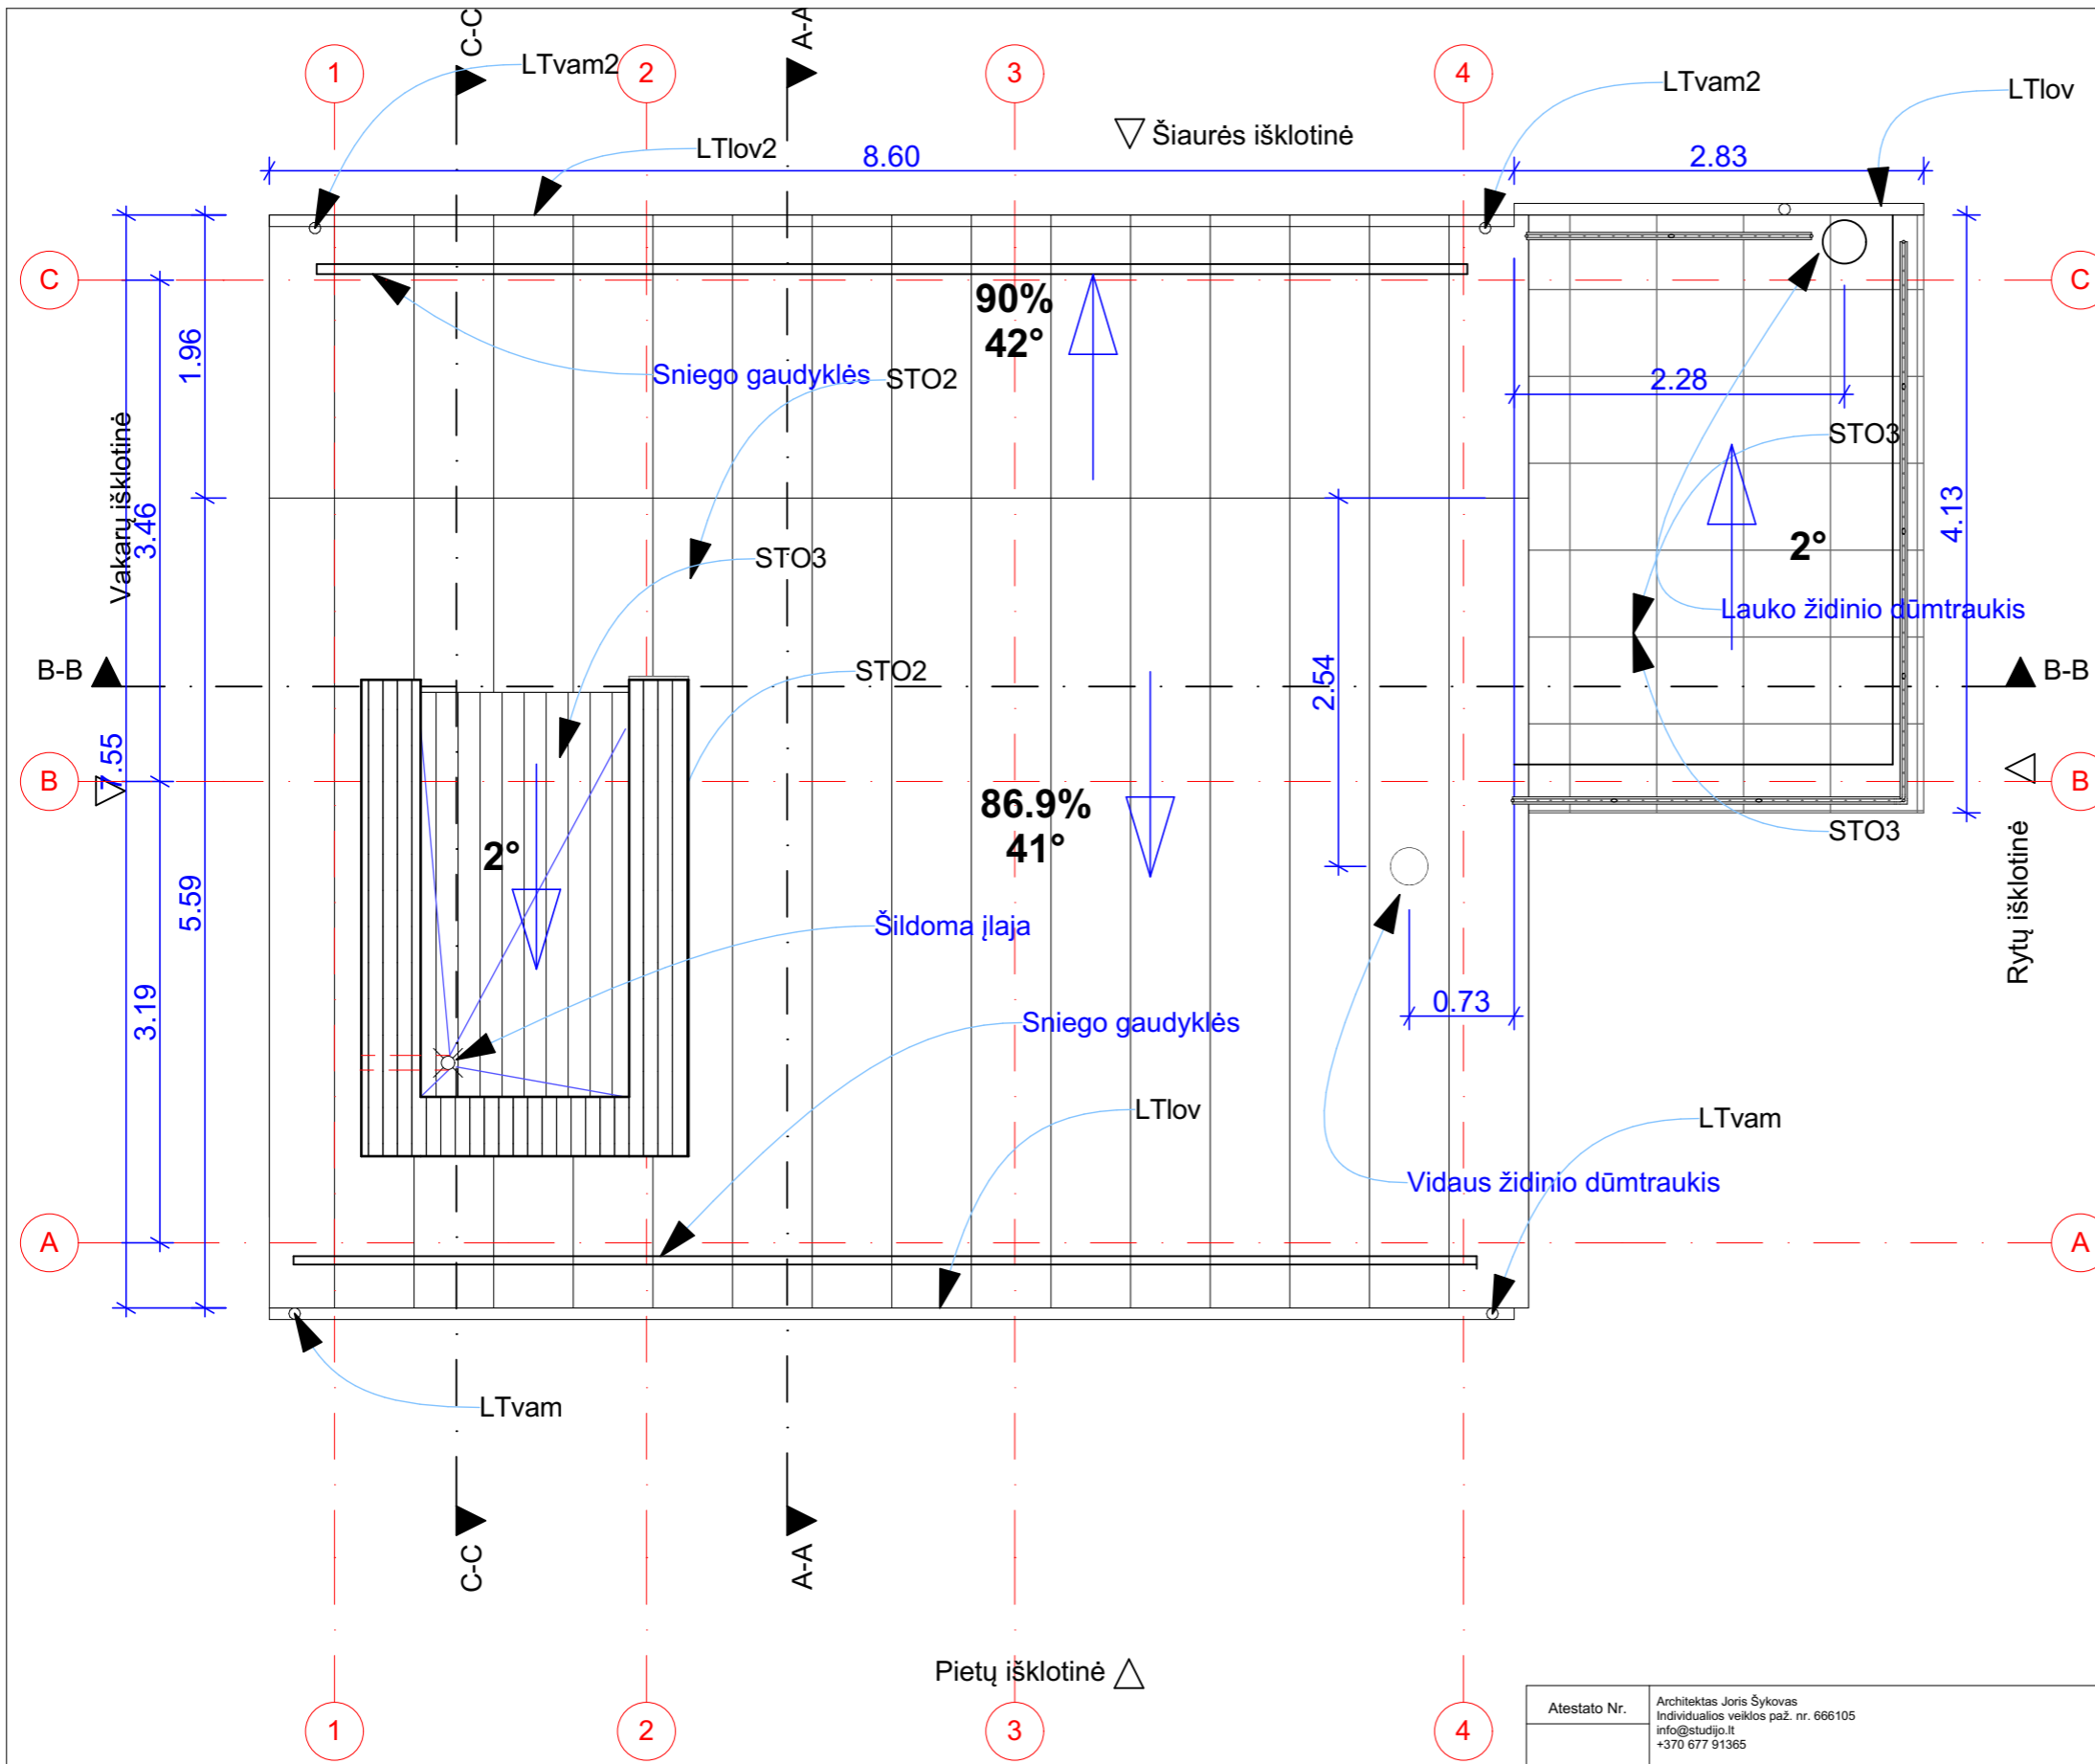 C-C
A-A
1
LTvam2
2
3
4
LTvam2
LTlov
LTlov2
Šiaurės išklotinė
8.60
2.83
C
C
90%
42°
1.96
Sniego gaudyklės
STO2
2.28
STO3
Vakarų išklotinė
3.46
4.13
STO3
2°
Lauko židinio dūmtraukis
B-B
STO2
2.54
B-B
7.55
B
B
86.9%
41°
2°
STO3
5.59
Šildoma įlaja
Rytų išklotinė
3.19
Sniego gaudyklės
0.73
LTlov
LTvam
Vidaus židinio dūmtraukis
A
A
LTvam
C-C
A-A
Pietų išklotinė
1
2
3
4
Atestato Nr.
Architektas Joris Šykovas
Individualios veiklos paž. nr. 666105
info@studijo.lt
+370 677 91365